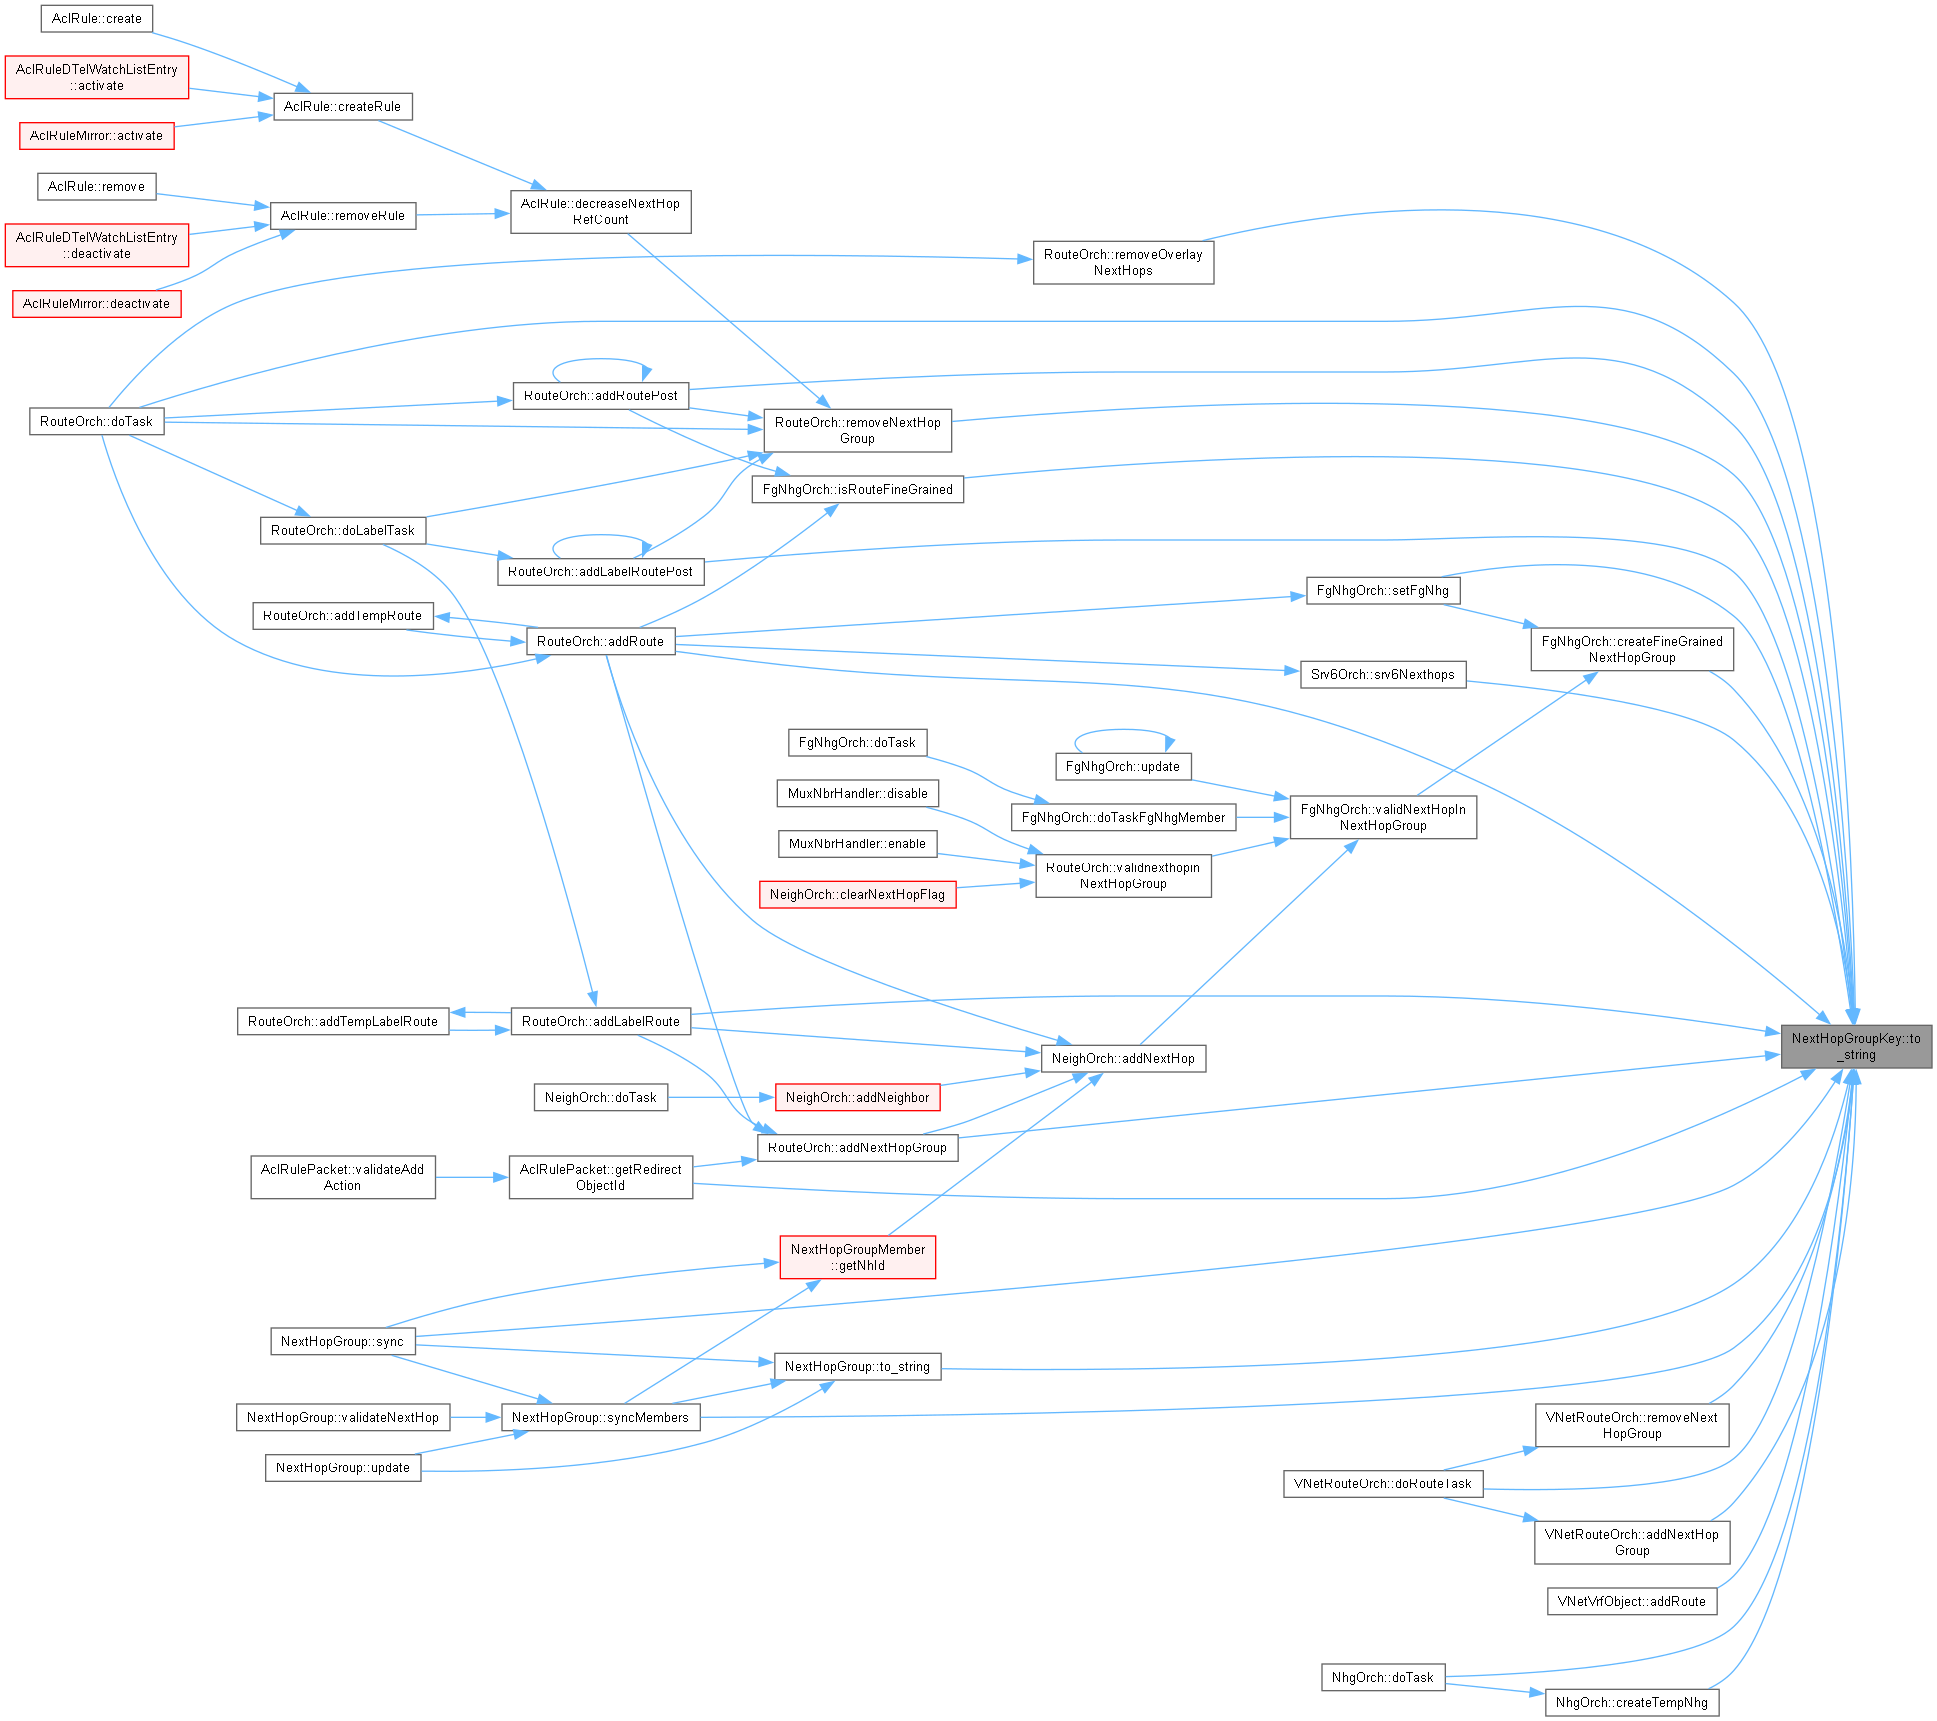 AclRule::create
AclRuleDTelWatchListEntry
::activate
AclRule::createRule
AclRuleMirror::activate
AclRule::remove
AclRule::decreaseNextHop
RefCount
AclRule::removeRule
AclRuleDTelWatchListEntry
::deactivate
RouteOrch::removeOverlay
NextHops
AclRuleMirror::deactivate
RouteOrch::addRoutePost
RouteOrch::doTask
RouteOrch::removeNextHop
Group
FgNhgOrch::isRouteFineGrained
RouteOrch::doLabelTask
RouteOrch::addLabelRoutePost
FgNhgOrch::setFgNhg
RouteOrch::addTempRoute
RouteOrch::addRoute
FgNhgOrch::createFineGrained
NextHopGroup
Srv6Orch::srv6Nexthops
FgNhgOrch::doTask
FgNhgOrch::update
MuxNbrHandler::disable
FgNhgOrch::validNextHopIn
NextHopGroup
FgNhgOrch::doTaskFgNhgMember
MuxNbrHandler::enable
RouteOrch::validnexthopin
NextHopGroup
NeighOrch::clearNextHopFlag
RouteOrch::addTempLabelRoute
RouteOrch::addLabelRoute
NextHopGroupKey::to
_string
NeighOrch::addNextHop
NeighOrch::doTask
NeighOrch::addNeighbor
RouteOrch::addNextHopGroup
AclRulePacket::validateAdd
Action
AclRulePacket::getRedirect
ObjectId
NextHopGroupMember
::getNhId
NextHopGroup::sync
NextHopGroup::to_string
NextHopGroup::validateNextHop
NextHopGroup::syncMembers
VNetRouteOrch::removeNext
HopGroup
NextHopGroup::update
VNetRouteOrch::doRouteTask
VNetRouteOrch::addNextHop
Group
VNetVrfObject::addRoute
NhgOrch::doTask
NhgOrch::createTempNhg